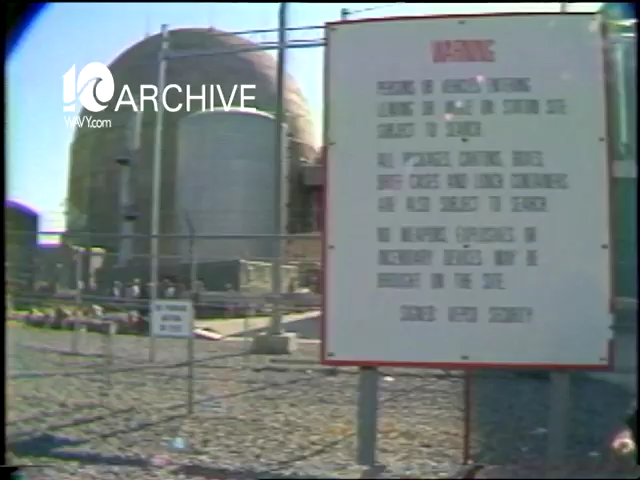 10 ARCHIVE
WAVY.com
WARNING
PERSONS OR VEHICLES ENTERING
LEAVING OR WHILE ON STATION SITE
SUBJECT TO SEARCH
ALL PACKAGES, CARTONS, BOXES,
BRIEF CASES AND LUNCH CONTAINERS
ARE ALSO SUBJECT TO SEARCH
NO WEAPONS, EXPLOSIVES, OR
INCENDIARY DEVICES MAY BE
BROUGHT ON THE SITE.
SIGNED: VEPCO SECURITY